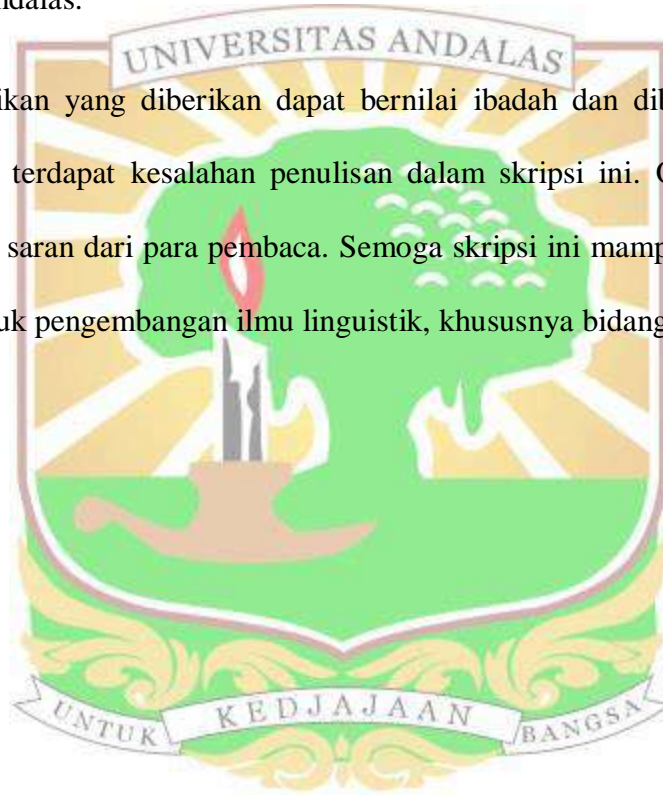 ndalas.
UNIVERSITAS ANDALAS
ikan yang diberikan dapat bernilai ibadah dan dib
terdapat kesalahan penulisan dalam skripsi ini.
saran dari para pembaca. Semoga skripsi ini mamp
uk pengembangan ilmu linguistik, khususnya bidang
UNTUK KEDJAJAAN BANGSA